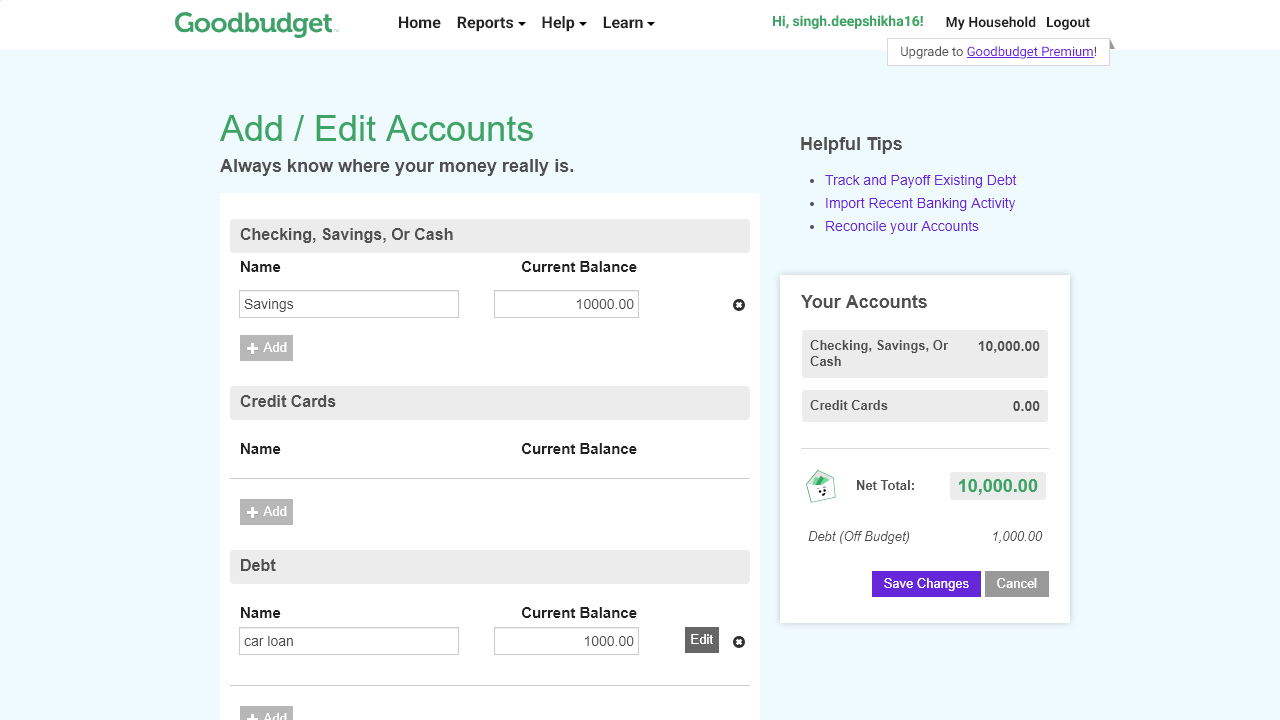 Goodbudget
Home Reports Help Learn
Hi, singh.deepshikha16! My Household Logout
Upgrade to Goodbudget Premium!
Add / Edit Accounts
Always know where your money really is.
Checking, Savings, Or Cash
Name Current Balance
Savings 10000.00
Add
Credit Cards
Name Current Balance
Add
Debt
Name Current Balance
car loan 1000.00 Edit
Add
Helpful Tips
• Track and Payoff Existing Debt
• Import Recent Banking Activity
• Reconcile your Accounts
Your Accounts
Checking, Savings, Or 10,000.00
Cash
Credit Cards 0.00
Net Total: 10,000.00
Debt (Off Budget) 1,000.00
Save Changes Cancel